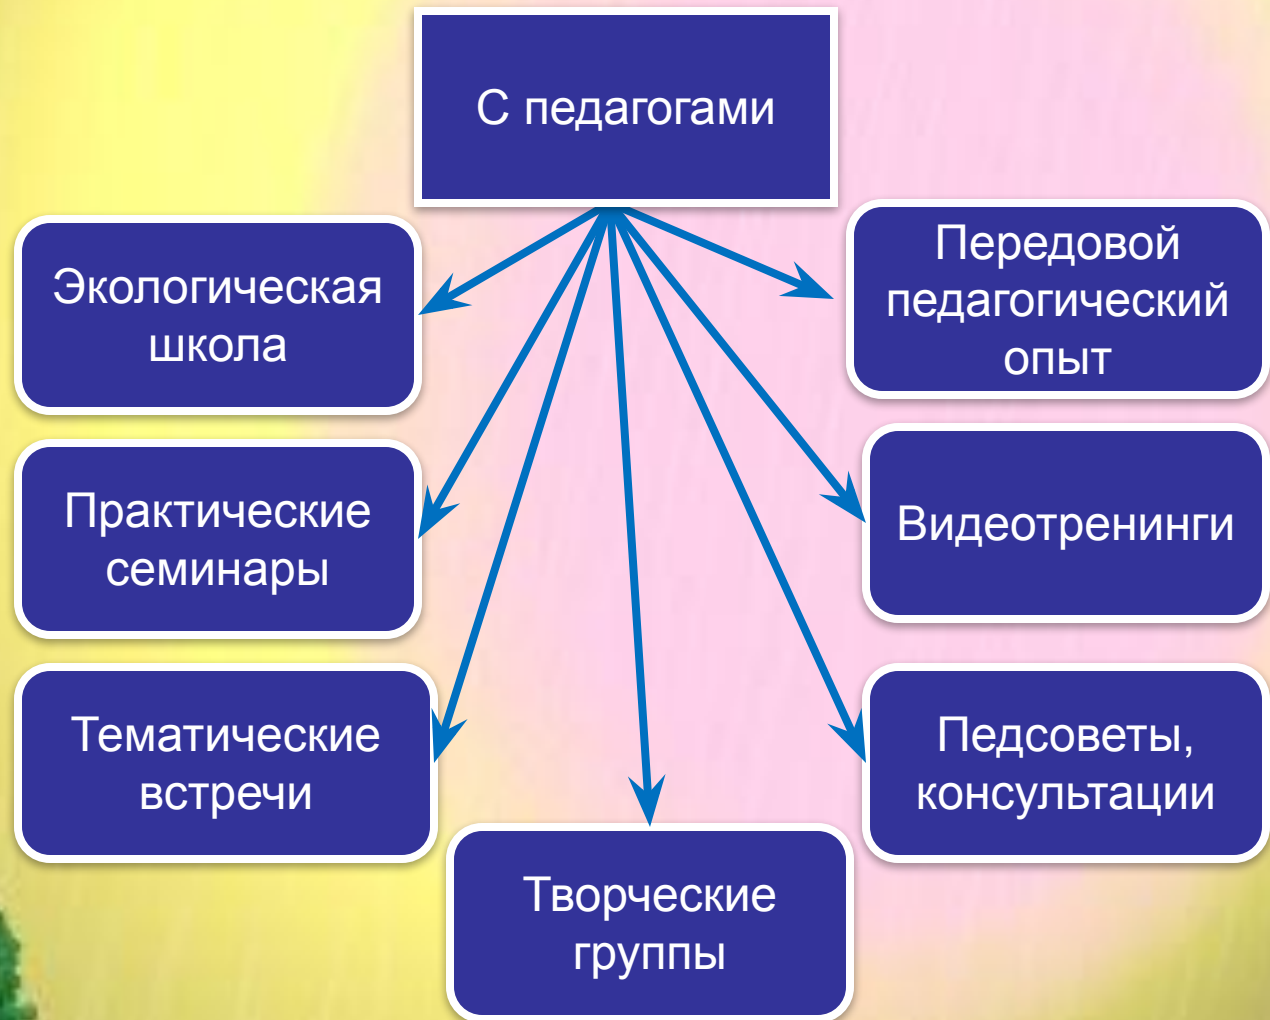 С педагогами
Экологическая
школа
Передовой
педагогический
опыт
Практические
семинары
Видеотренинги
Тематические
встречи
Педсоветы,
консультации
Творческие
группы